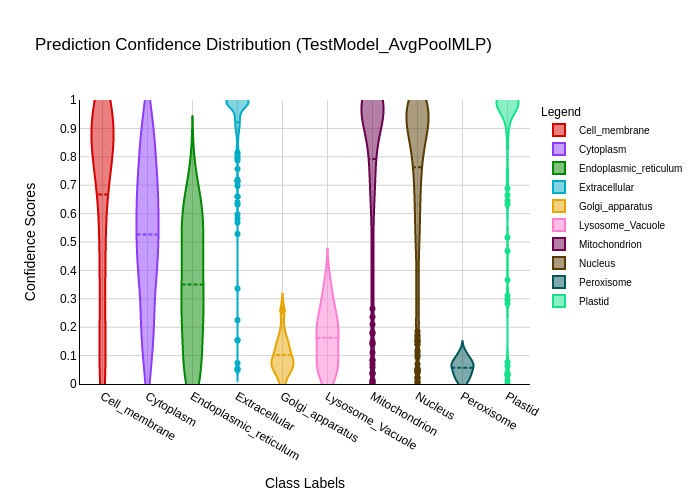 Prediction Confidence Distribution (TestModel_AvgPoolMLP)
Confidence Scores
1
0.9
0.8
0.7
0.6
0.5
0.4
0.3
0.2
0.1
0
Cell_membrane
Cytoplasm
Endoplasmic_reticulum
Extracellular
Golgi_apparatus
Lysosome_Vacuole
Mitochondrion
Nucleus
Peroxisome
Plastid
Class Labels
Legend
Cell_membrane
Cytoplasm
Endoplasmic_reticulum
Extracellular
Golgi_apparatus
Lysosome_Vacuole
Mitochondrion
Nucleus
Peroxisome
Plastid